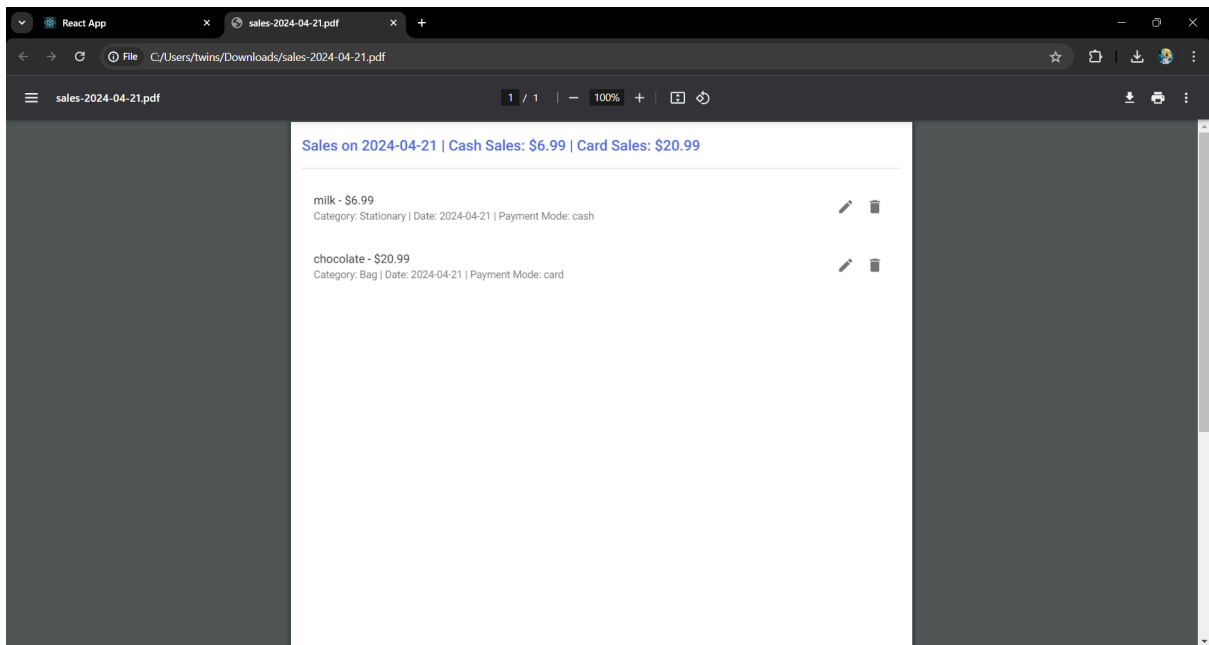 React App
sales-2024-04-21.pdf
File C:/Users/twins/Downloads/sales-2024-04-21.pdf
sales-2024-04-21.pdf
1 / 1
100%
Sales on 2024-04-21 | Cash Sales: $6.99 | Card Sales: $20.99
milk - $6.99
Category: Stationary | Date: 2024-04-21 | Payment Mode: cash
chocolate - $20.99
Category: Bag | Date: 2024-04-21 | Payment Mode: card